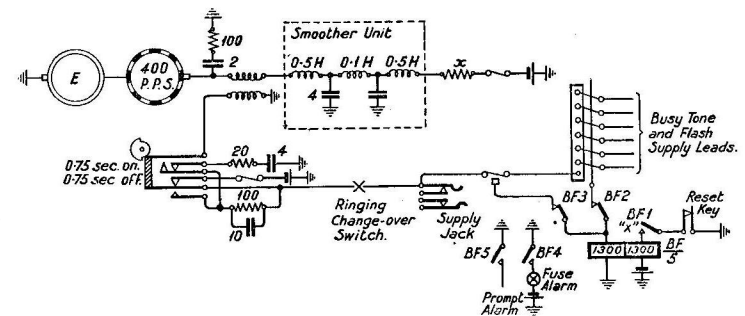 Smoother Unit
100
0·5H
0·1H
0·5H
x
E
400
P.P.S.
2
4
Busy Tone
and Flash
Supply Leads.
0·75 sec. on.
0·75 sec off.
20
4
100
10
Ringing
Change-over
Switch.
Supply
Jack
BF3
BF2
BF1
"X"
Reset
Key
BF5
BF4
1300
1300
BF
5
Fuse
Alarm
Prompt
Alarm